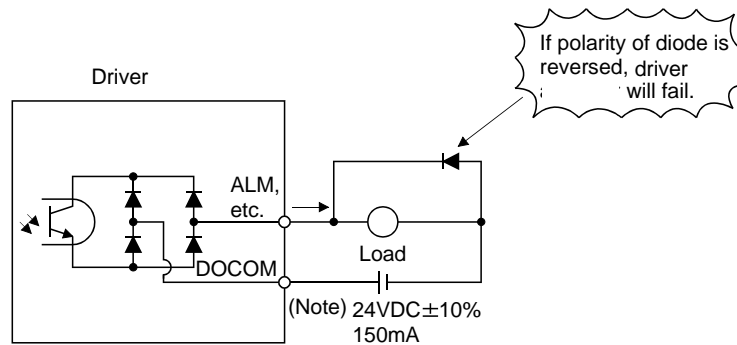 If polarity of diode is
reversed, driver
will fail.
Driver
ALM,
etc.
Load
DOCOM
(Note) 24VDC±10%
150mA